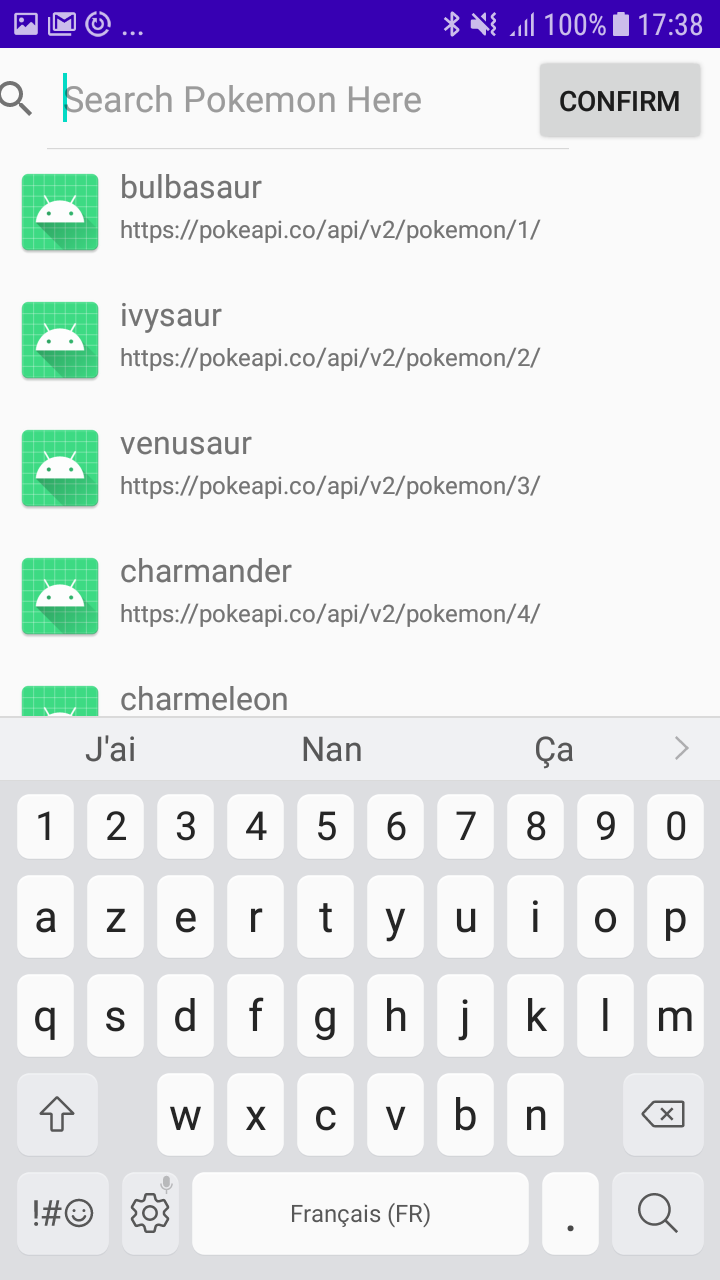 ... 100% 17:38
Search Pokemon Here CONFIRM
bulbasaur
https://pokeapi.co/api/v2/pokemon/1/
ivysaur
https://pokeapi.co/api/v2/pokemon/2/
venusaur
https://pokeapi.co/api/v2/pokemon/3/
charmander
https://pokeapi.co/api/v2/pokemon/4/
charmeleon
J'ai Nan Ça
1 2 3 4 5 6 7 8 9 0
a z e r t y u i o p
q s d f g h j k l m
w x c v b n
!#☺ Français (FR) .